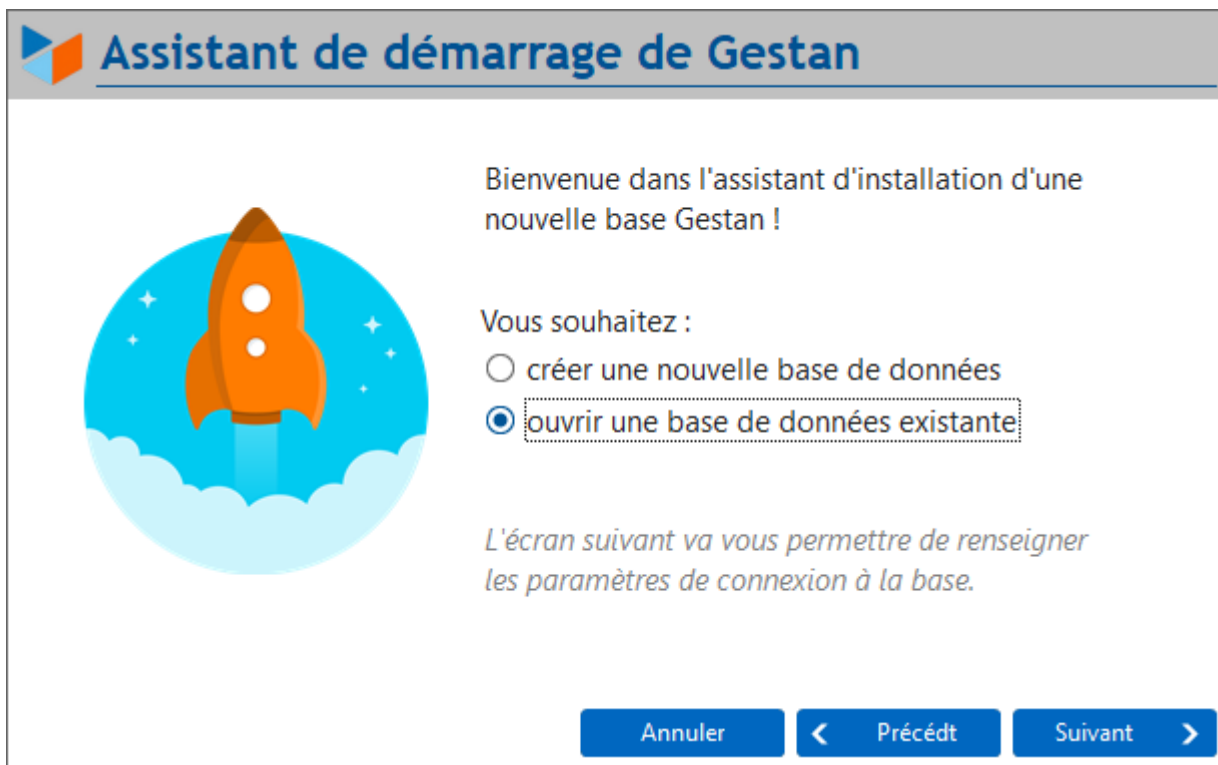 Assistant de démarrage de Gestan
Bienvenue dans l'assistant d'installation d'une
nouvelle base Gestan !
Vous souhaitez :
créer une nouvelle base de données
ouvrir une base de données existante
L'écran suivant va vous permettre de renseigner
les paramètres de connexion à la base.
Annuler
Précédt
Suivant